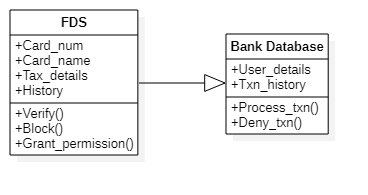 FDS
+Card_num
+Card_name
+Tax_details
+History
+Verify()
+Block()
+Grant_permission()
Bank Database
+User_details
+Txn_history
+Process_txn()
+Deny_txn()